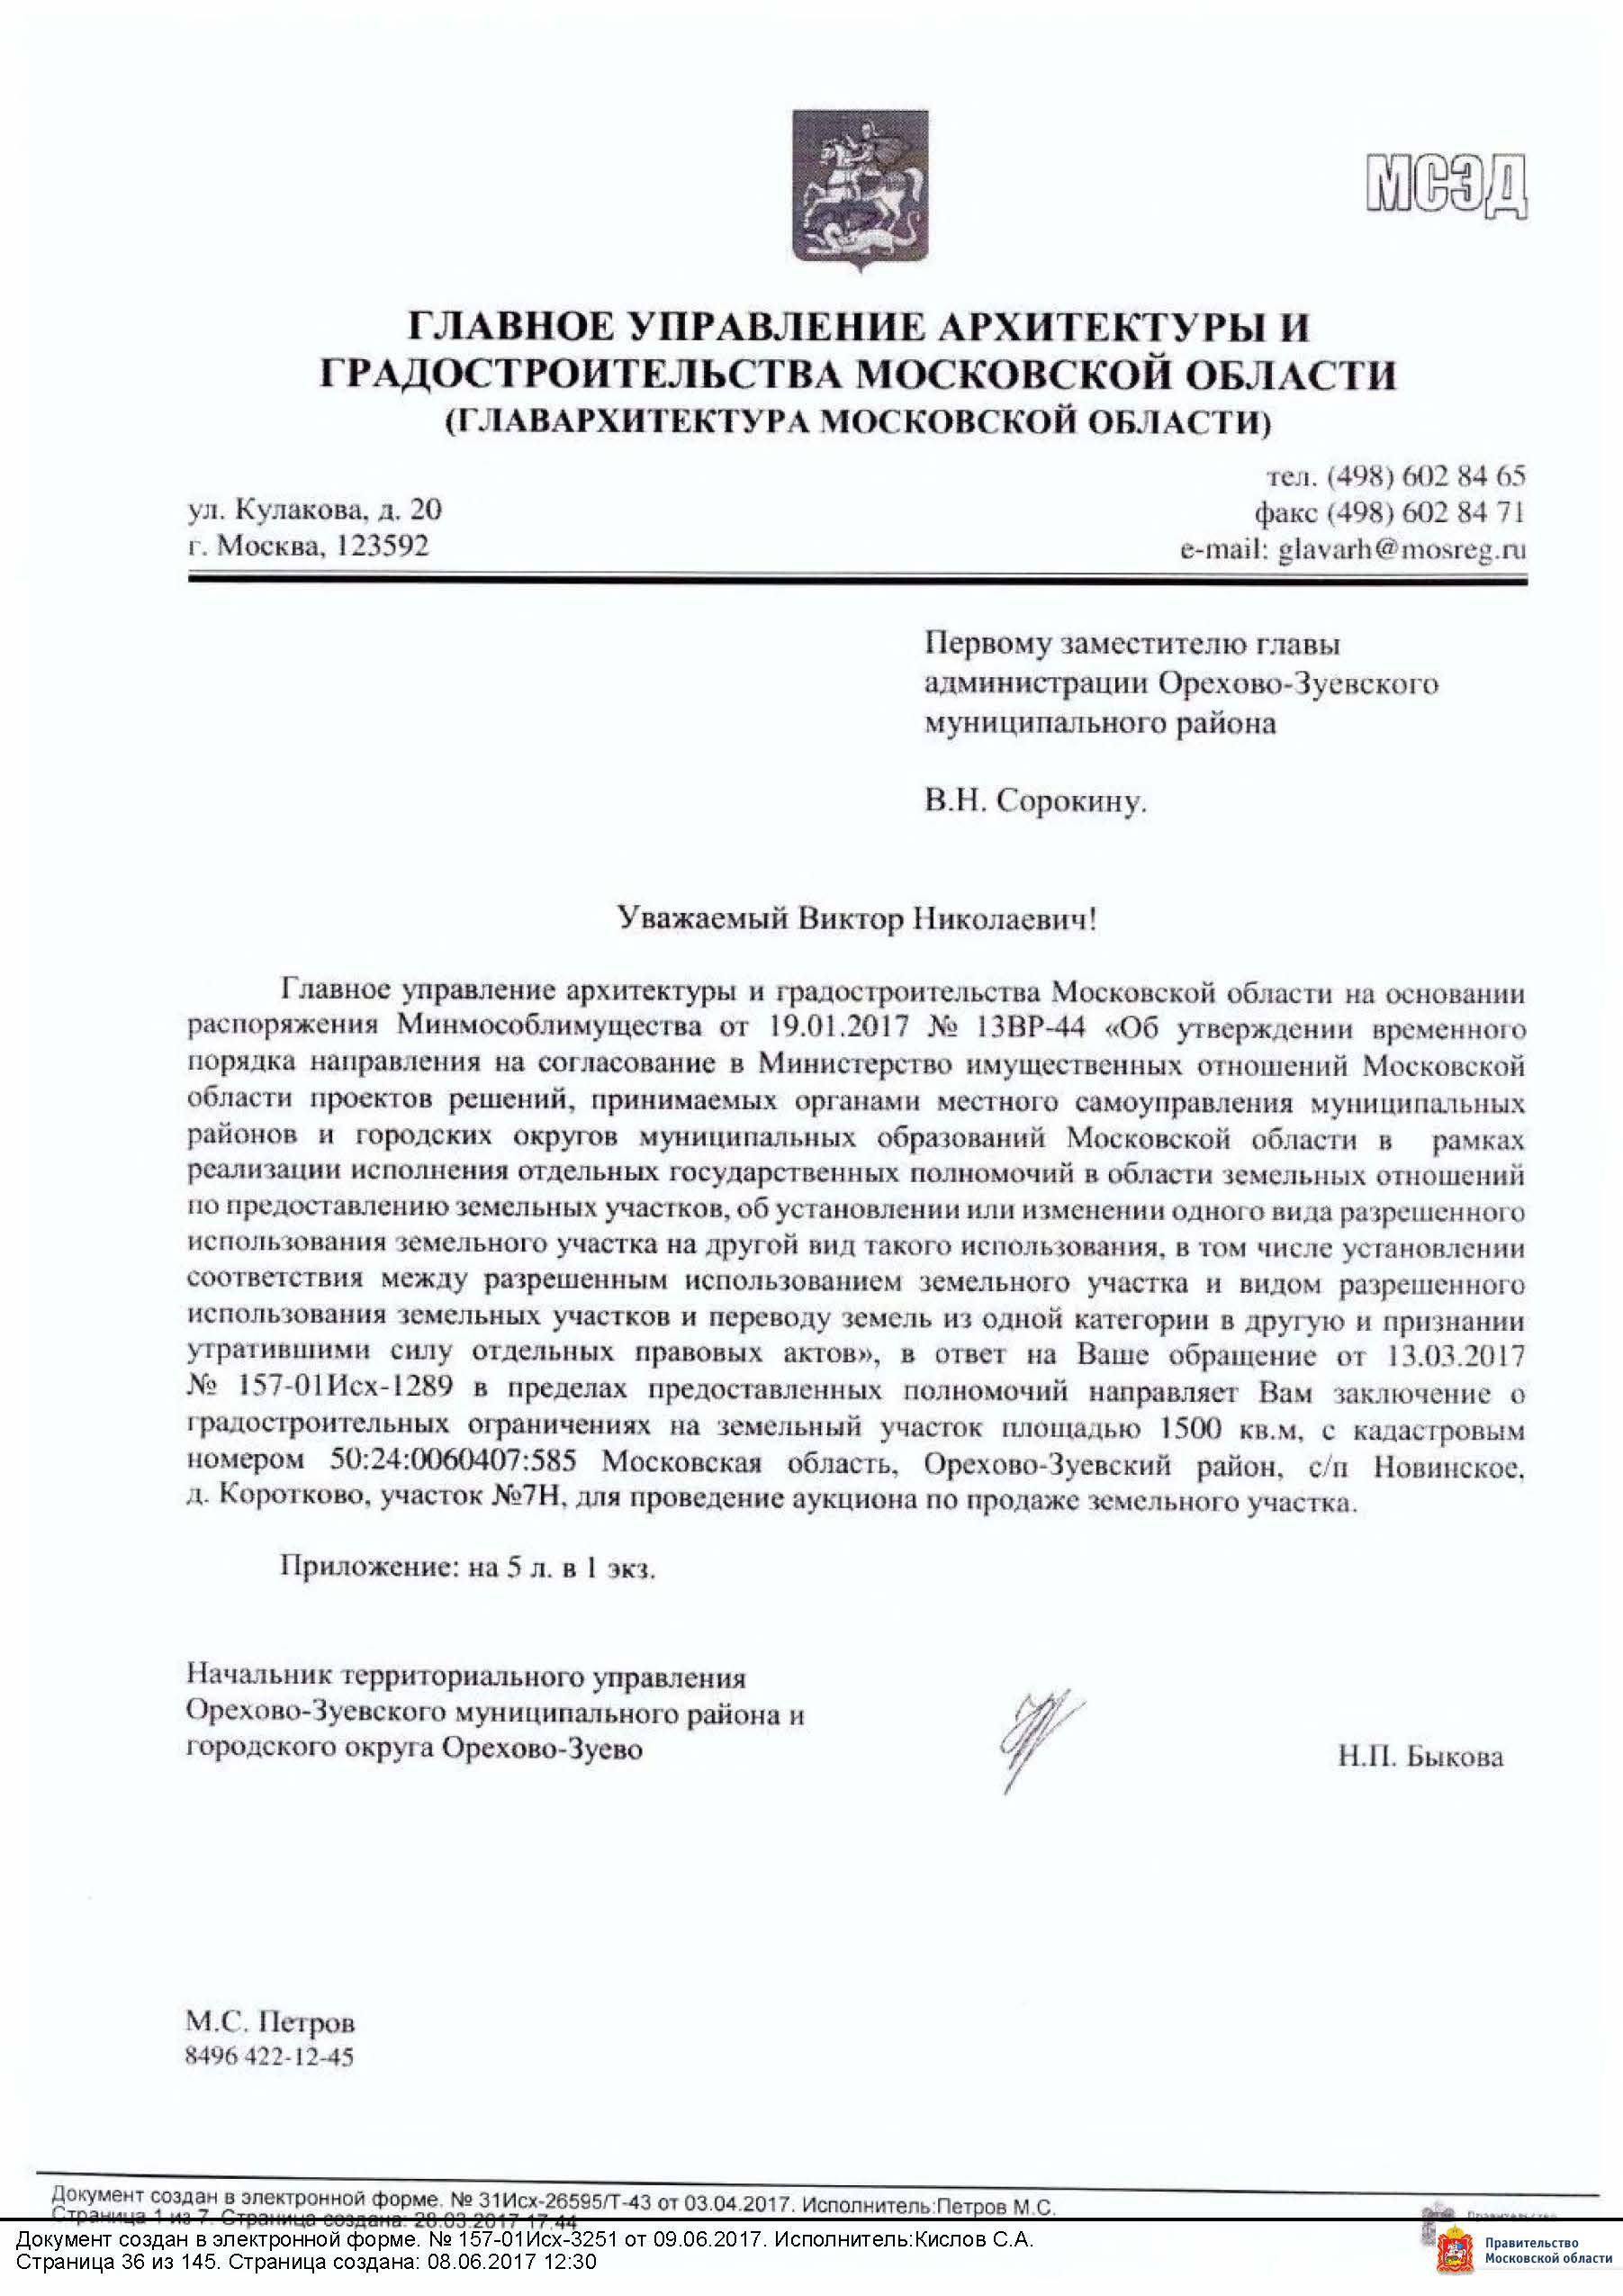 МСЭД
ГЛАВНОЕ УПРАВЛЕНИЕ АРХИТЕКТУРЫ И
ГРАДОСТРОИТЕЛЬСТВА МОСКОВСКОЙ ОБЛАСТИ
(ГЛАВАРХИТЕКТУРА МОСКОВСКОЙ ОБЛАСТИ)
ул. Кулакова, д. 20
г. Москва, 123592
тел. (498) 602 84 65
факс (498) 602 84 71
e-mail: glavarh@mosreg.ru
Первому заместителю главы
администрации Орехово-Зуевского
муниципального района
В.Н. Сорокину.
Уважаемый Виктор Николаевич!
Главное управление архитектуры и градостроительства Московской области на основании
распоряжения Минмособлимущества от 19.01.2017 № 13ВР-44 «Об утверждении временного
порядка направления на согласование в Министерство имущественных отношений Московской
области проектов решений, принимаемых органами местного самоуправления муниципальных
районов и городских округов муниципальных образований Московской области в рамках
реализации исполнения отдельных государственных полномочий в области земельных отношений
по предоставлению земельных участков, об установлении или изменении одного вида разрешенного
использования земельного участка на другой вид такого использования, в том числе установлении
соответствия между разрешенным использованием земельного участка и видом разрешенного
использования земельных участков и переводу земель из одной категории в другую и признании
утратившими силу отдельных правовых актов», в ответ на Ваше обращение от 13.03.2017
№ 157-01Исх-1289 в пределах предоставленных полномочий направляет Вам заключение о
градостроительных ограничениях на земельный участок площадью 1500 кв.м, с кадастровым
номером 50:24:0060407:585 Московская область, Орехово-Зуевский район, с/п Новинское,
д. Коротково, участок №7Н, для проведение аукциона по продаже земельного участка.
Приложение: на 5 л. в 1 экз.
Начальник территориального управления
Орехово-Зуевского муниципального района и
городского округа Орехово-Зуево
Н.П. Быкова
М.С. Петров
8496 422-12-45
Документ создан в электронной форме. № 31Исх-26595/Т-43 от 03.04.2017. Исполнитель:Петров М.С.
Страница 1 из 7. Страница создана: 28.03.2017 17:44
Документ создан в электронной форме. № 157-01Исх-3251 от 09.06.2017. Исполнитель:Кислов С.А.
Страница 36 из 145. Страница создана: 08.06.2017 12:30
Правительство
Московской области